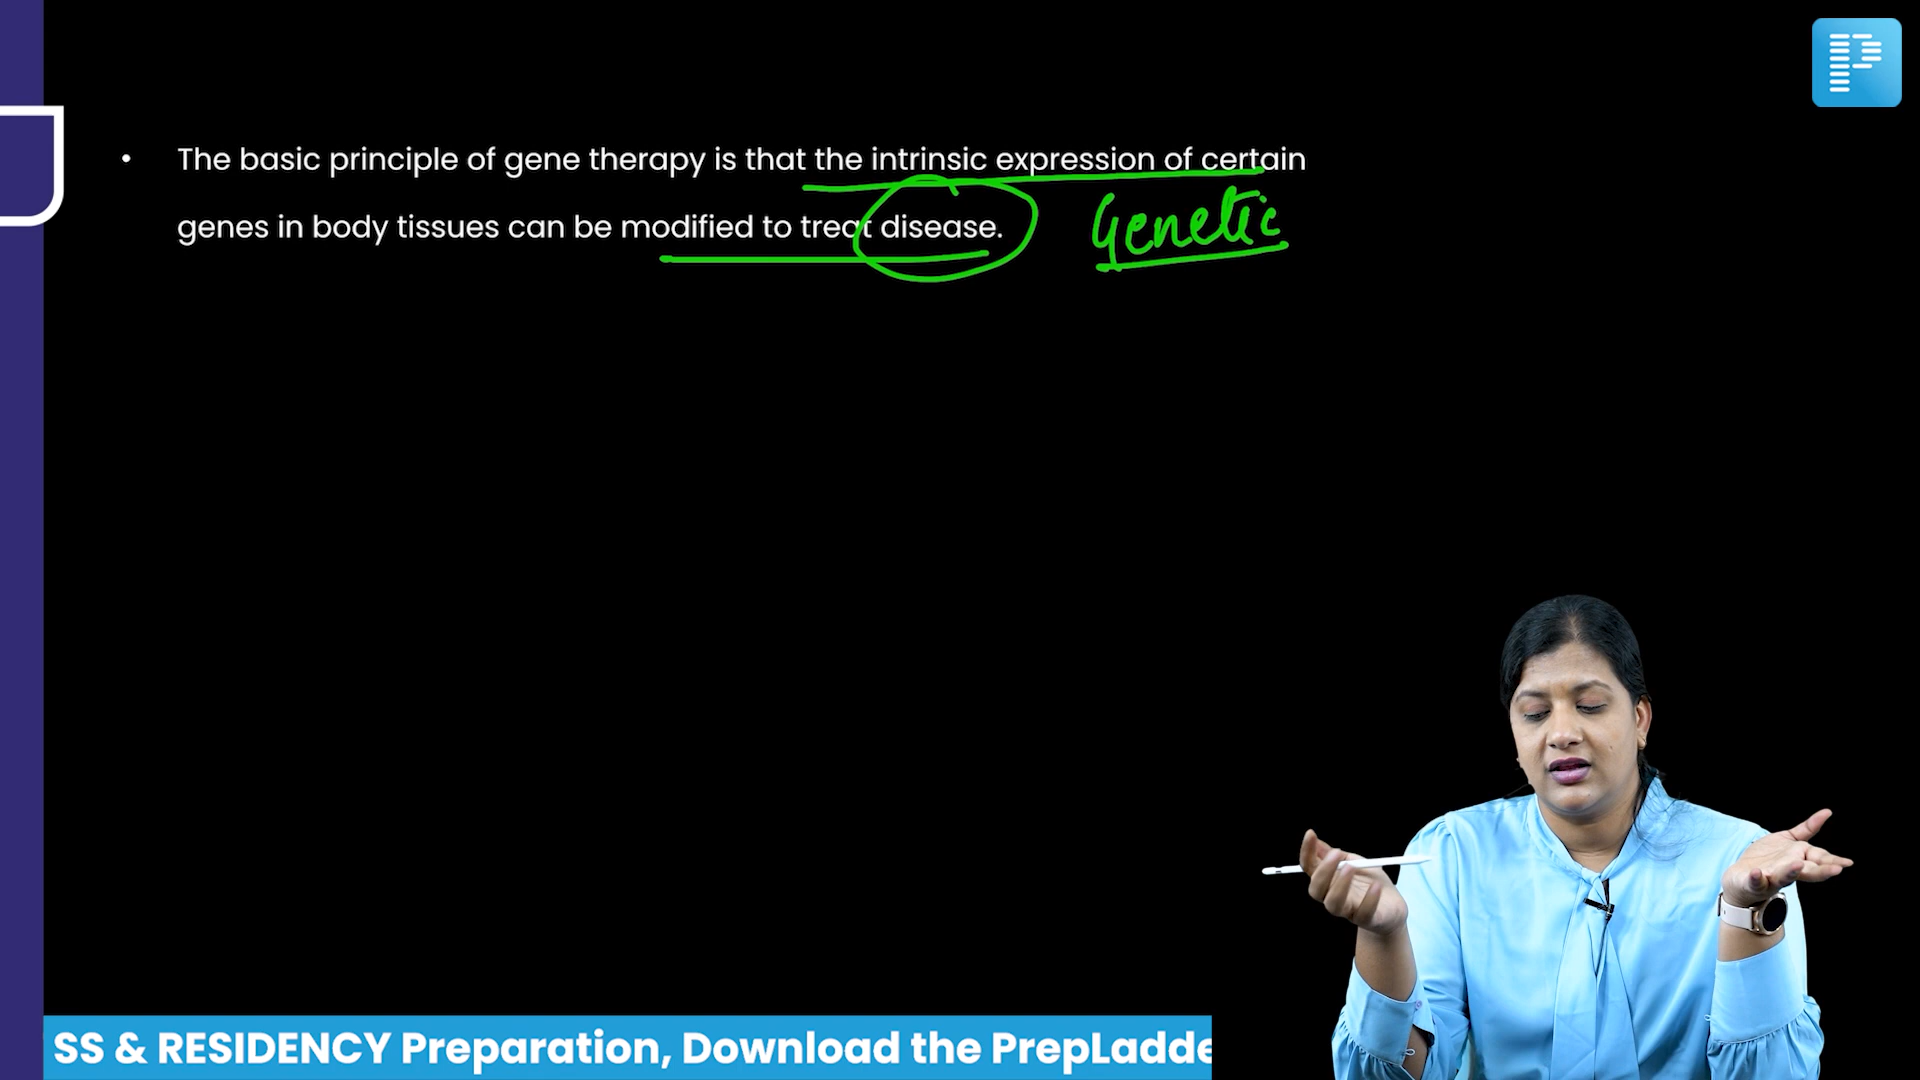 • The basic principle of gene therapy is that the intrinsic expression of certain
genes in body tissues can be modified to treat disease.
Genetic
SS & RESIDENCY Preparation, Download the PrepLadde